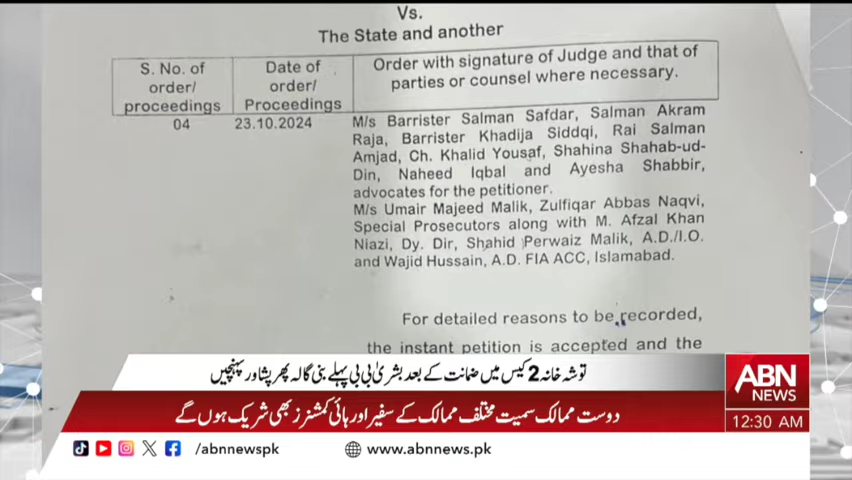 Vs.
The State and another
S. No. of
order/
proceedings
Date of
order/
Proceedings
Order with signature of Judge and that of
parties or counsel where necessary.
04
23.10.2024
M/s Barrister Salman Safdar, Salman Akram
Raja, Barrister Khadija Siddqi, Rai Salman
Amjad, Ch. Khalid Yousaf, Shahina Shahab-ud-
Din, Naheed Iqbal and Ayesha Shabbir,
advocates for the petitioner.
M/s Umair Majeed Malik, Zulfiqar Abbas Naqvi,
Special Prosecutors along with M. Afzal Khan
Niazi, Dy. Dir, Shahid Perwaiz Malik, A.D./I.O.
and Wajid Hussain, A.D. FIA ACC, Islamabad.
For detailed reasons to be recorded,
the instant petition is accepted and the
توشہ خانہ 2 کیس میں ضمانت کے بعد بشریٰ بی بی پہلے بنی گالہ پھر پشاور پہنچیں
دوست ممالک سمیت مختلف ممالک کے سفیر اور ہائی کمشنرز بھی شریک ہوں گے
ABN
NEWS
12:30 AM
/abnnewspk
www.abnnews.pk